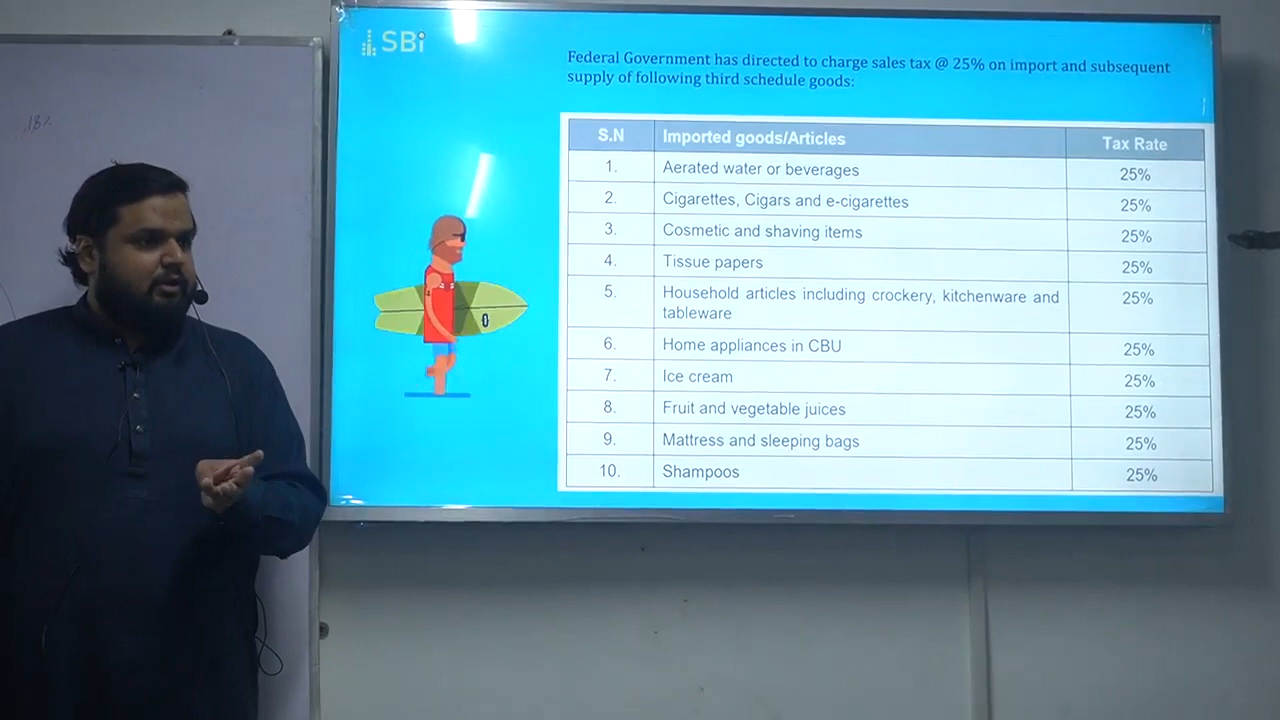 18%
SBi
Federal Government has directed to charge sales tax @ 25% on import and subsequent
supply of following third schedule goods:
S.N Imported goods/Articles Tax Rate
1. Aerated water or beverages 25%
2. Cigarettes, Cigars and e-cigarettes 25%
3. Cosmetic and shaving items 25%
4. Tissue papers 25%
5. Household articles including crockery, kitchenware and 25%
tableware
6. Home appliances in CBU 25%
7. Ice cream 25%
8. Fruit and vegetable juices 25%
9. Mattress and sleeping bags 25%
10. Shampoos 25%
0